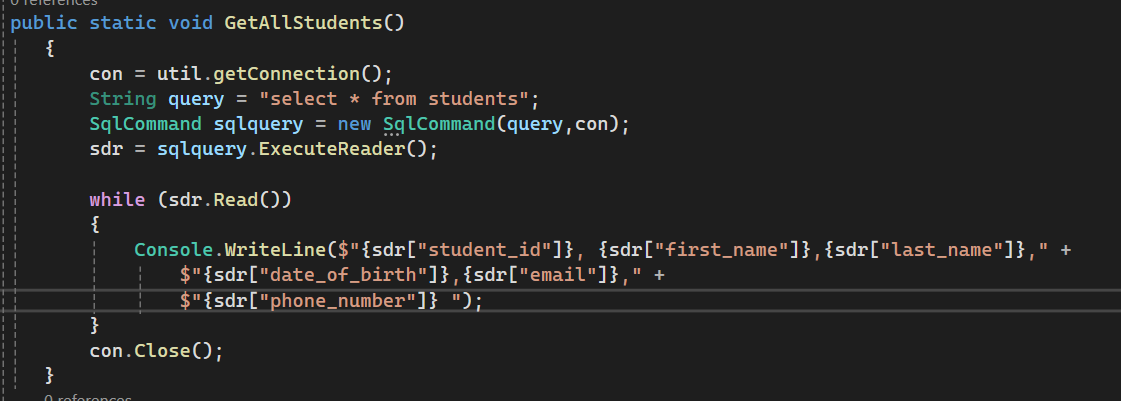 0 references
public static void GetAllStudents()
{
con = util.getConnection();
String query = "select * from students";
SqlCommand sqlquery = new SqlCommand(query,con);
sdr = sqlquery.ExecuteReader();
while (sdr.Read())
{
Console.WriteLine($"{sdr["student_id"]}, {sdr["first_name"]},{sdr["last_name"]}," +
$"{sdr["date_of_birth"]},{sdr["email"]}," +
$"{sdr["phone_number"]} ");
}
con.Close();
}
0 references